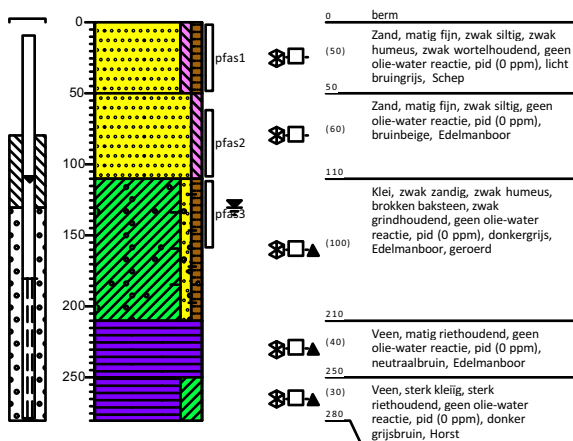 0 berm
0
Zand, matig fijn, zwak siltig, zwak
humeus, zwak wortelhoudend, geen
olie-water reactie, pid (0 ppm), licht
bruingrijs, Schep
(50)
pfas1
50
50
Zand, matig fijn, zwak siltig, geen
olie-water reactie, pid (0 ppm),
bruinbeige, Edelmanboor
(60)
pfas2
100
110
Klei, zwak zandig, zwak humeus,
brokken baksteen, zwak
grindhoudend, geen olie-water
reactie, pid (0 ppm), donkergrijs,
Edelmanboor, geroerd
(100)
pfas3
150
200
210
Veen, matig riethoudend, geen
olie-water reactie, pid (0 ppm),
neutraalbruin, Edelmanboor
(40)
250
250
Veen, sterk kleiïg, sterk
riethoudend, geen olie-water
reactie, pid (0 ppm), donker
grijsbruin, Horst
(30)
280